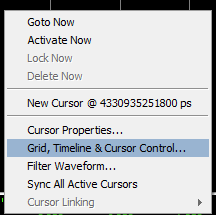 Goto Now
Activate Now
Lock Now
Delete Now
New Cursor @ 4330935251800 ps
Cursor Properties...
Grid, Timeline & Cursor Control...
Filter Waveform...
Sync All Active Cursors
Cursor Linking